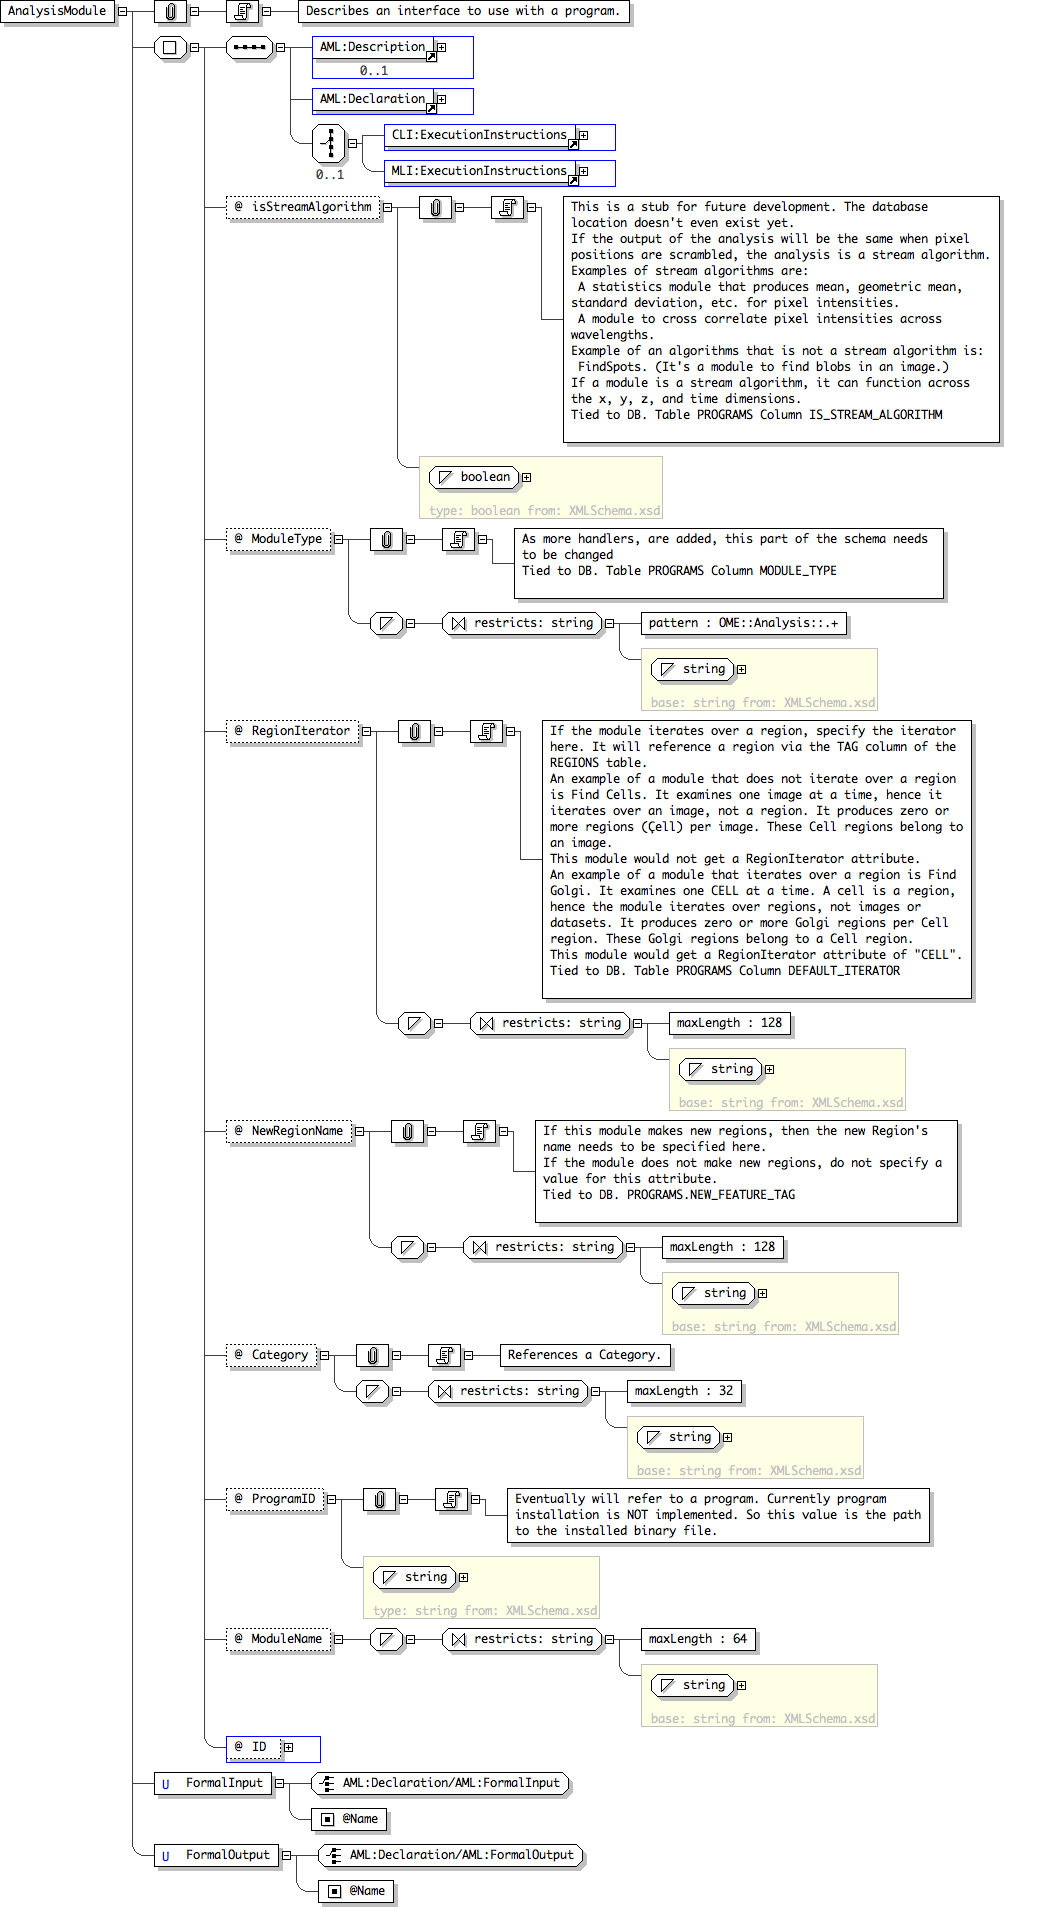 AnalysisModule
Describes an interface to use with a program.
AML:Description
0..1
AML:Declaration
CLI:ExecutionInstructions
MLI:ExecutionInstructions
0..1
@ isStreamAlgorithm
This is a stub for future development. The database
location doesn't even exist yet.
If the output of the analysis will be the same when pixel
positions are scrambled, the analysis is a stream algorithm.
Examples of stream algorithms are:
A statistics module that produces mean, geometric mean,
standard deviation, etc. for pixel intensities.
A module to cross correlate pixel intensities across
wavelengths.
Example of an algorithms that is not a stream algorithm is:
FindSpots. (It's a module to find blobs in an image.)
If a module is a stream algorithm, it can function across
the x, y, z, and time dimensions.
Tied to DB. Table PROGRAMS Column IS_STREAM_ALGORITHM
boolean
type: boolean from: XMLSchema.xsd
@ ModuleType
As more handlers, are added, this part of the schema needs
to be changed
Tied to DB. Table PROGRAMS Column MODULE_TYPE
restricts: string
pattern : OME::Analysis::.+
string
base: string from: XMLSchema.xsd
@ RegionIterator
If the module iterates over a region, specify the iterator
here. It will reference a region via the TAG column of the
REGIONS table.
An example of a module that does not iterate over a region
is Find Cells. It examines one image at a time, hence it
iterates over an image, not a region. It produces zero or
more regions (Çell) per image. These Cell regions belong to
an image.
This module would not get a RegionIterator attribute.
An example of a module that iterates over a region is Find
Golgi. It examines one CELL at a time. A cell is a region,
hence the module iterates over regions, not images or
datasets. It produces zero or more Golgi regions per Cell
region. These Golgi regions belong to a Cell region.
This module would get a RegionIterator attribute of "CELL".
Tied to DB. Table PROGRAMS Column DEFAULT_ITERATOR
restricts: string
maxLength : 128
string
base: string from: XMLSchema.xsd
@ NewRegionName
If this module makes new regions, then the new Region's
name needs to be specified here.
If the module does not make new regions, do not specify a
value for this attribute.
Tied to DB. PROGRAMS.NEW_FEATURE_TAG
restricts: string
maxLength : 128
string
base: string from: XMLSchema.xsd
@ Category
References a Category.
restricts: string
maxLength : 32
string
base: string from: XMLSchema.xsd
@ ProgramID
Eventually will refer to a program. Currently program
installation is NOT implemented. So this value is the path
to the installed binary file.
string
type: string from: XMLSchema.xsd
@ ModuleName
restricts: string
maxLength : 64
string
base: string from: XMLSchema.xsd
@ ID
U FormalInput
AML:Declaration/AML:FormalInput
@Name
U FormalOutput
AML:Declaration/AML:FormalOutput
@Name